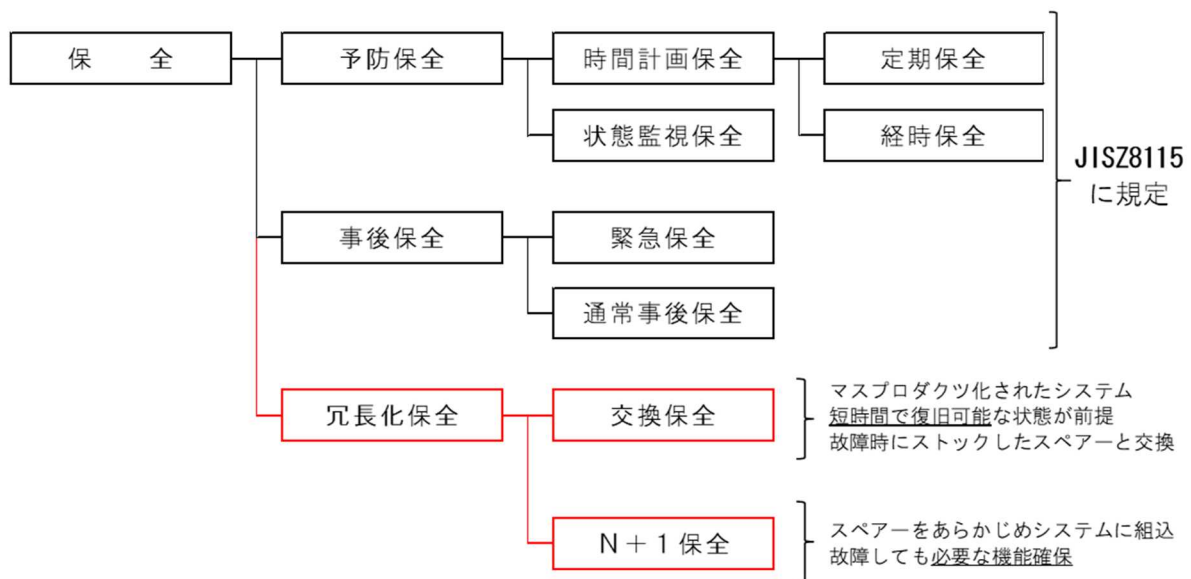 保　　全
予防保全
時間計画保全
定期保全
状態監視保全
経時保全
JISZ8115
に規定
事後保全
緊急保全
通常事後保全
冗長化保全
交換保全
マスプロダクツ化されたシステム
短時間で復旧可能な状態が前提
故障時にストックしたスペアーと交換
Ｎ＋１保全
スペアーをあらかじめシステムに組込
故障しても必要な機能確保